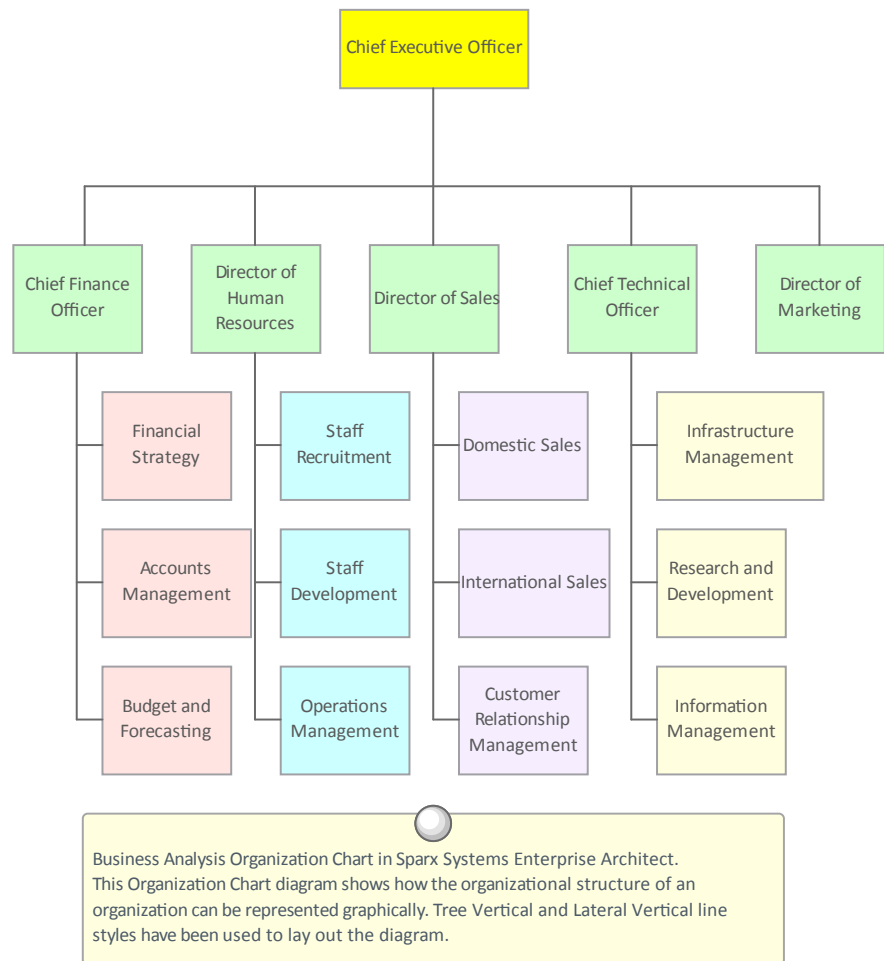 Chief Executive Officer
Chief Finance
Officer
Director of
Human
Resources
Director of Sales
Chief Technical
Officer
Director of
Marketing
Financial
Strategy
Staff
Recruitment
Domestic Sales
Infrastructure
Management
Accounts
Management
Staff
Development
International Sales
Research and
Development
Budget and
Forecasting
Operations
Management
Customer
Relationship
Management
Information
Management
Business Analysis Organization Chart in Sparx Systems Enterprise Architect.
This Organization Chart diagram shows how the organizational structure of an
organization can be represented graphically. Tree Vertical and Lateral Vertical line
styles have been used to lay out the diagram.